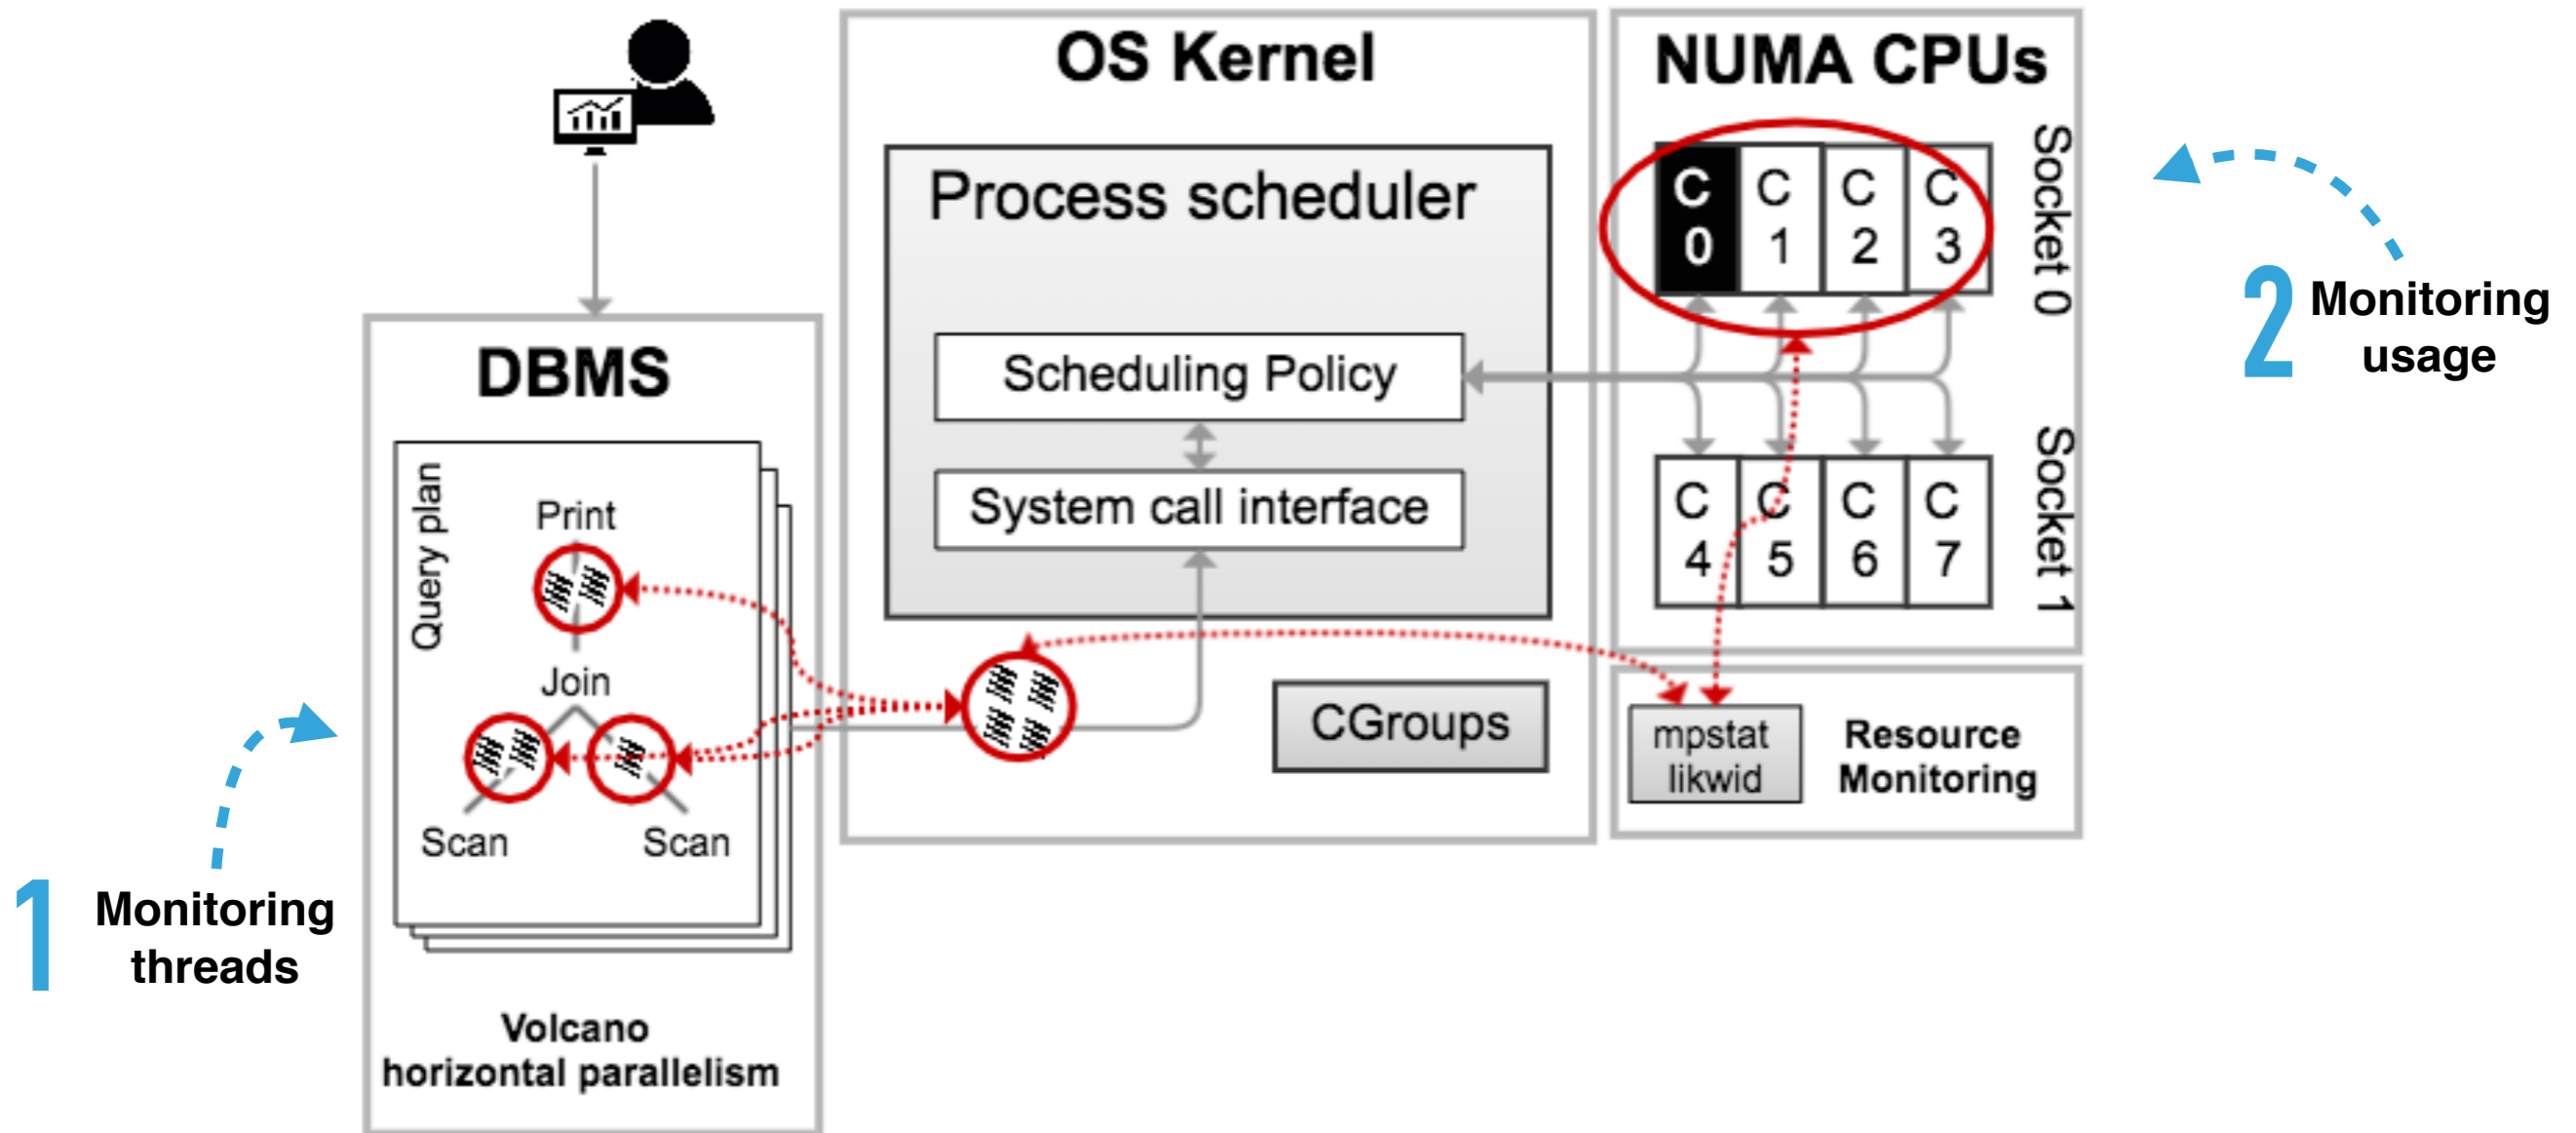 OS Kernel
Process scheduler
Scheduling Policy
System call interface
CGroups
NUMA CPUs
C 0
C 1
C 2
C 3
Socket 0
C 4
C 5
C 6
C 7
Socket 1
2 Monitoring
usage
mpstat
likwid
Resource
Monitoring
DBMS
Query plan
Print
Join
Scan
Scan
Volcano
horizontal parallelism
1 Monitoring
threads